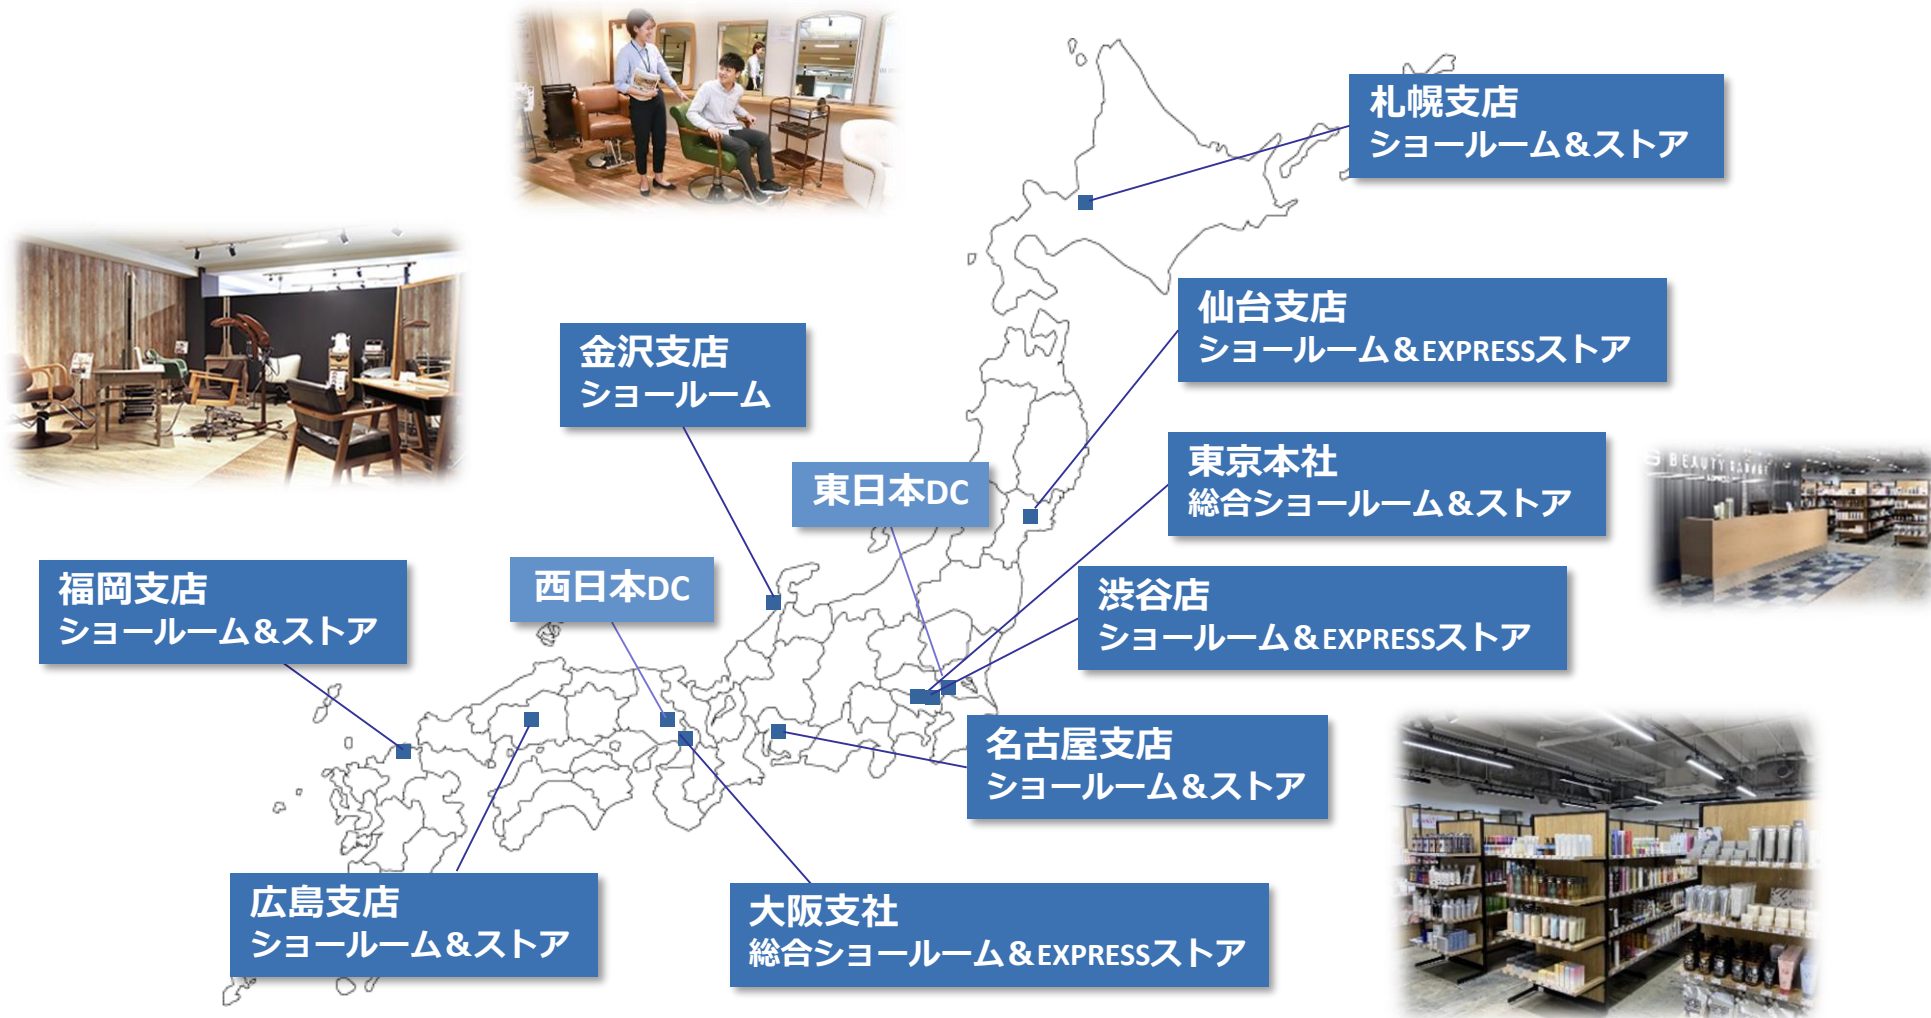 札幌支店
ショールーム＆ストア
仙台支店
ショールーム＆EXPRESSストア
金沢支店
ショールーム
東京本社
総合ショールーム＆ストア
東日本DC
BEAUTY GARAGE
福岡支店
ショールーム＆ストア
西日本DC
渋谷店
ショールーム＆EXPRESSストア
名古屋支店
ショールーム＆ストア
広島支店
ショールーム＆ストア
大阪支社
総合ショールーム＆EXPRESSストア